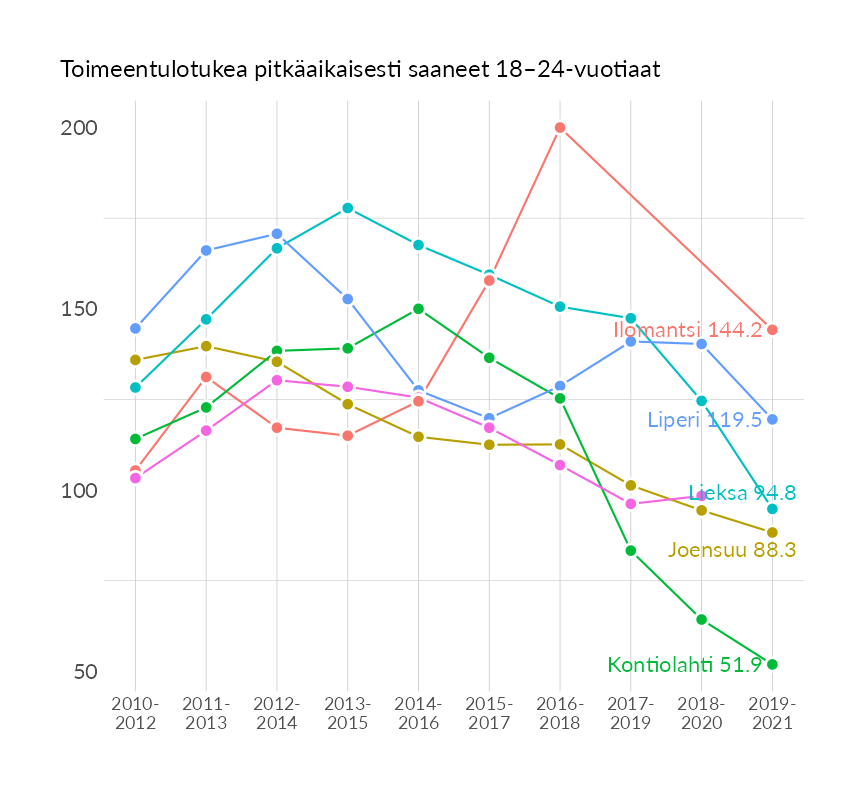 Toimeentulotukea pitkäaikaisesti saaneet 18–24-vuotiaat
200
150
100
50
Ilomantsi 144.2
Liperi 119.5
Lieksa 94.8
Joensuu 88.3
Kontiolahti 51.9
2010- 2011- 2012- 2013- 2014- 2015- 2016- 2017- 2018- 2019-
2012 2013 2014 2015 2016 2017 2018 2019 2020 2021